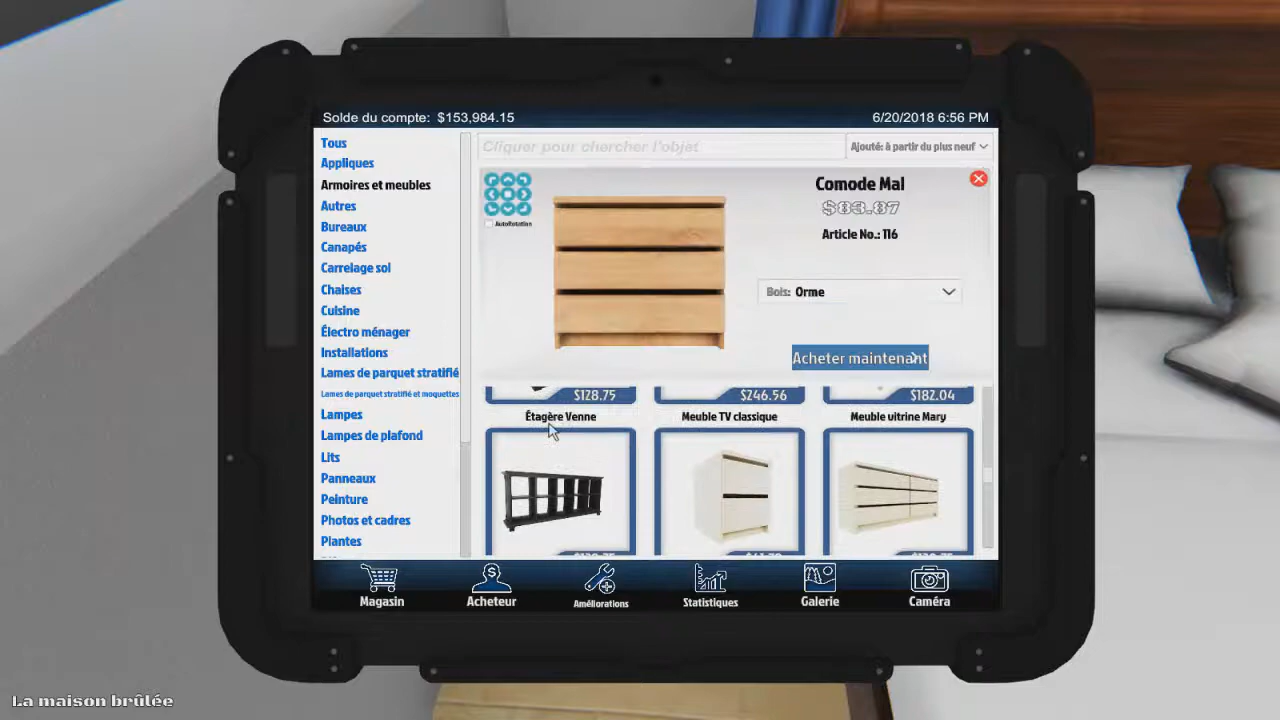 Solde du compte: $153,984.15
6/20/2018 6:56 PM
Tous
Appliques
Armoires et meubles
Autres
Bureaux
Canapés
Carrelage sol
Chaises
Cuisine
Électro ménager
Installations
Lames de parquet stratifié
Lames de parquet stratifié et moquettes
Lampes
Lampes de plafond
Lits
Panneaux
Peinture
Photos et cadres
Plantes
Cliquer pour chercher l'objet
Ajouté: à partir du plus neuf
AutoRotation
Comode Mal
$83.87
Article No.: 116
Bois: Orme
Acheter maintenant
$128.75
$246.56
$182.04
Étagère Venne
Meuble TV classique
Meuble vitrine Mary
Magasin
Acheteur
Améliorations
Statistiques
Galerie
Caméra
La maison brûlée